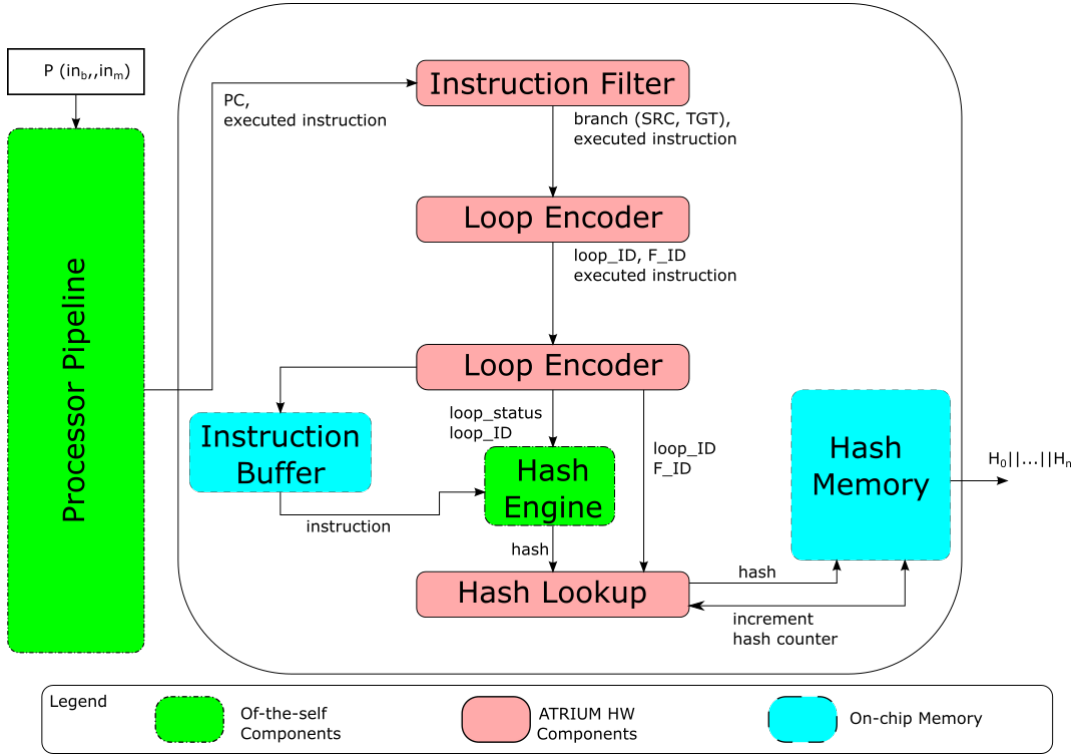 P (in_b,,in_m)
Processor Pipeline
PC,
executed instruction
Instruction Filter
branch (SRC, TGT),
executed instruction
Loop Encoder
loop_ID, F_ID
executed instruction
Loop Encoder
loop_status
loop_ID
loop_ID
F_ID
Instruction
Buffer
instruction
Hash
Engine
hash
Hash Lookup
hash
increment
hash counter
Hash
Memory
H₀||...||Hₙ
Legend
Of-the-self
Components
ATRIUM HW
Components
On-chip Memory